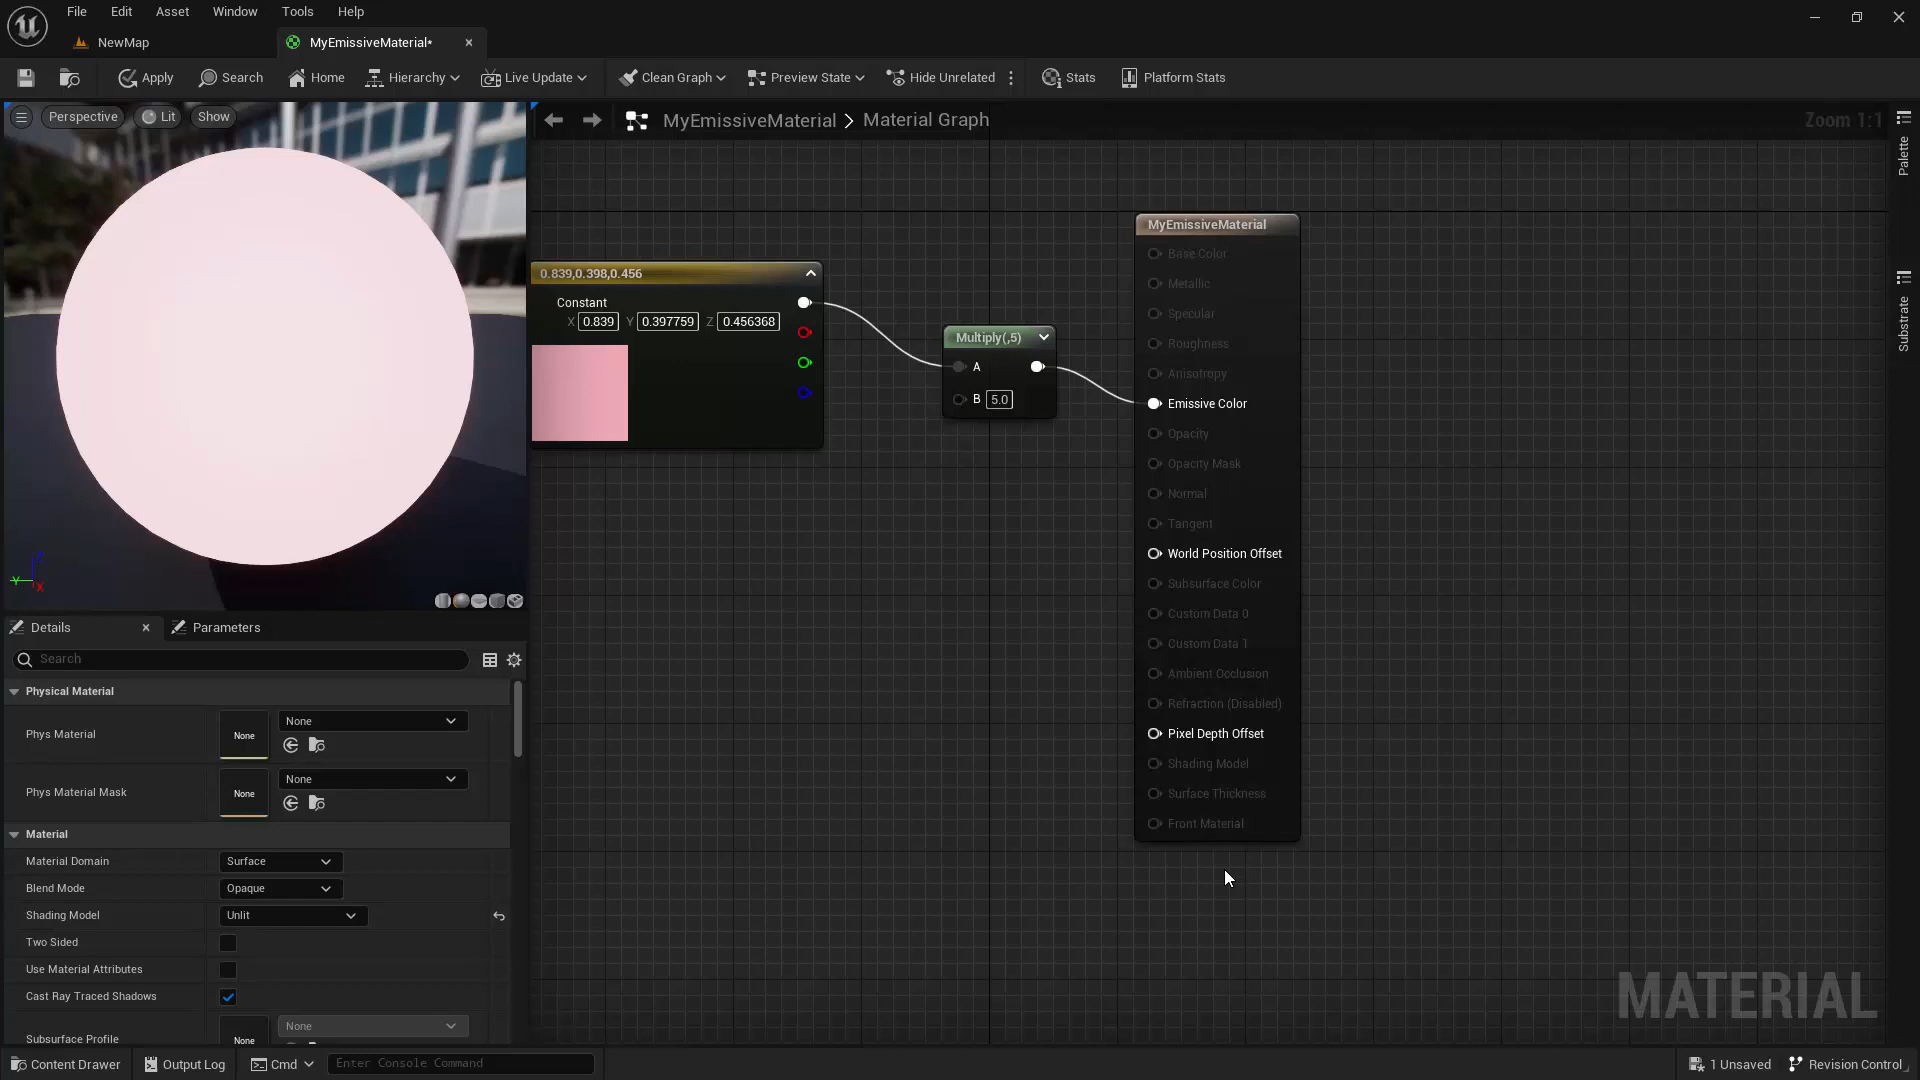 File Edit Asset Window Tools Help
NewMap
MyEmissiveMaterial*
Apply Search Home Hierarchy Live Update Clean Graph Preview State Hide Unrelated Stats Platform Stats
Perspective Lit Show
MyEmissiveMaterial > Material Graph
Zoom 1:1
Palette
Substrate
0.839,0.398,0.456
Constant
X 0.839 Y 0.397759 Z 0.456368
Multiply(,5)
A
B 5.0
MyEmissiveMaterial
Base Color
Metallic
Specular
Roughness
Anisotropy
Emissive Color
Opacity
Opacity Mask
Normal
Tangent
World Position Offset
Subsurface Color
Custom Data 0
Custom Data 1
Ambient Occlusion
Refraction (Disabled)
Pixel Depth Offset
Shading Model
Surface Thickness
Front Material
Z
Y
X
Details Parameters
Search
Physical Material
Phys Material None None
Phys Material Mask None None
Material
Material Domain Surface
Blend Mode Opaque
Shading Model Unlit
Two Sided
Use Material Attributes
Cast Ray Traced Shadows
Subsurface Profile None None
MATERIAL
Content Drawer Output Log Cmd Enter Console Command 1 Unsaved Revision Control